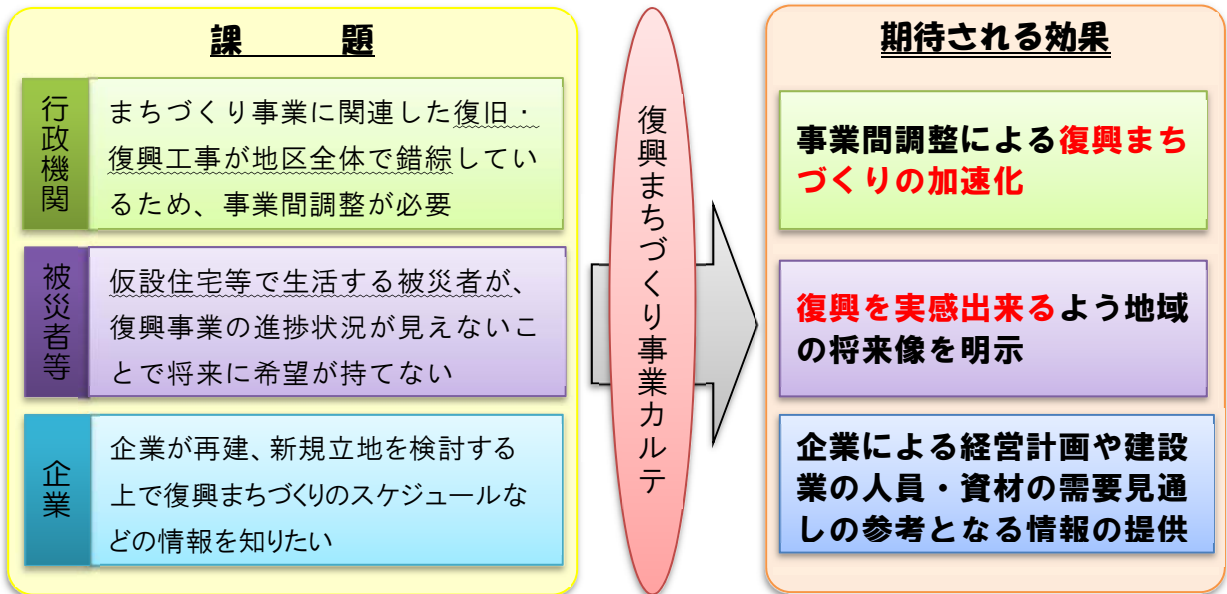 課　　題
行政機関
まちづくり事業に関連した復旧・
復興工事が地区全体で錯綜してい
るため、事業間調整が必要
被災者等
仮設住宅等で生活する被災者が、
復興事業の進捗状況が見えないこ
とで将来に希望が持てない
企業
企業が再建、新規立地を検討する
上で復興まちづくりのスケジュールな
どの情報を知りたい
復興まちづくり事業カルテ
期待される効果
事業間調整による復興まち
づくりの加速化
復興を実感出来るよう地域
の将来像を明示
企業による経営計画や建設
業の人員・資材の需要見通
しの参考となる情報の提供